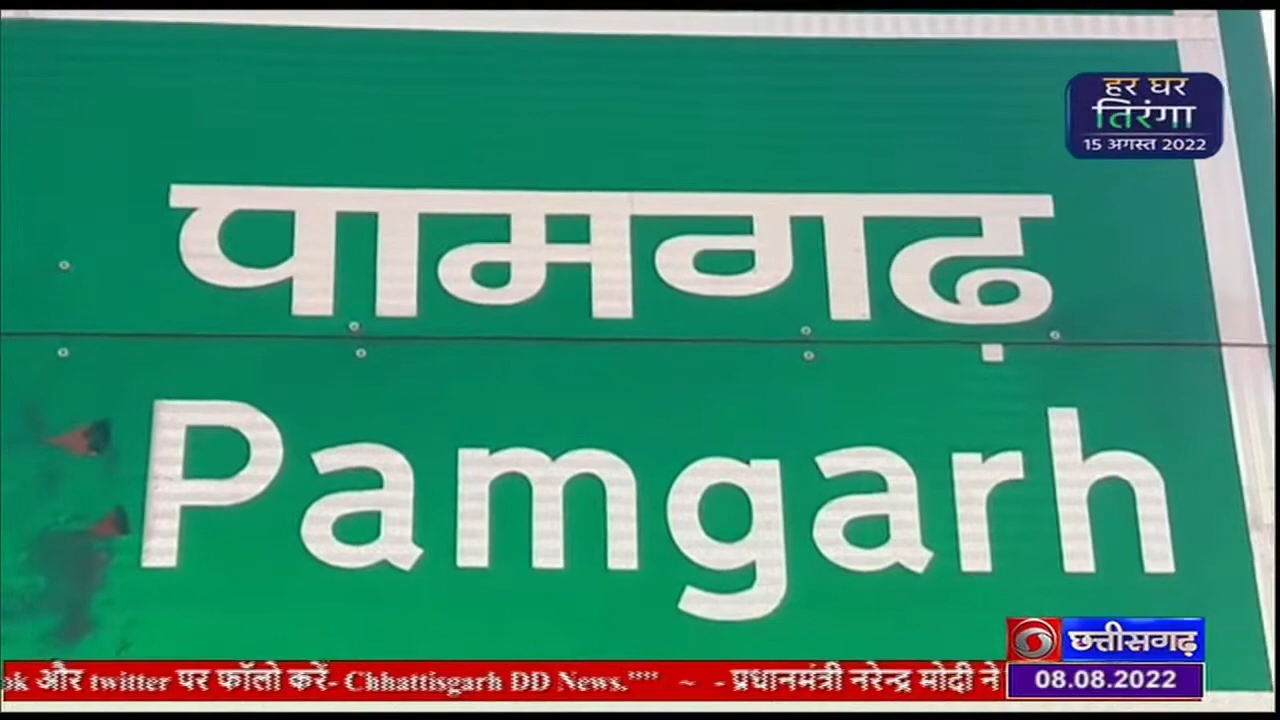 हर घर
तिरंगा
15 अगस्त 2022
पामगढ़
Pamgarh
छत्तीसगढ़
और twitter पर फॉलो करें- Chhattisgarh DD News."" ~ - प्रधानमंत्री नरेन्द्र मोदी ने
08.08.2022